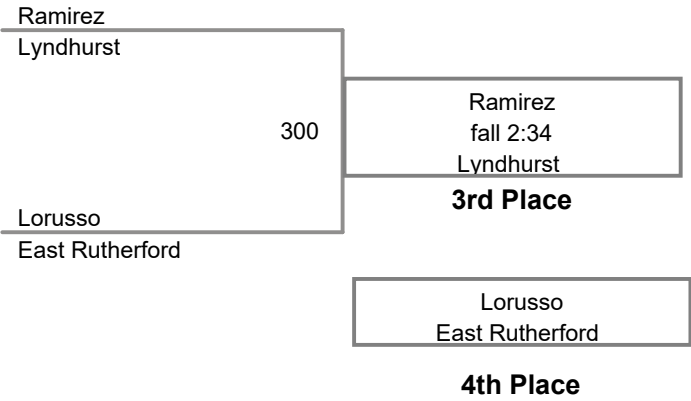 Ramirez
Lyndhurst
300
Ramirez
fall 2:34
Lyndhurst
3rd Place
Lorusso
East Rutherford
Lorusso
East Rutherford
4th Place